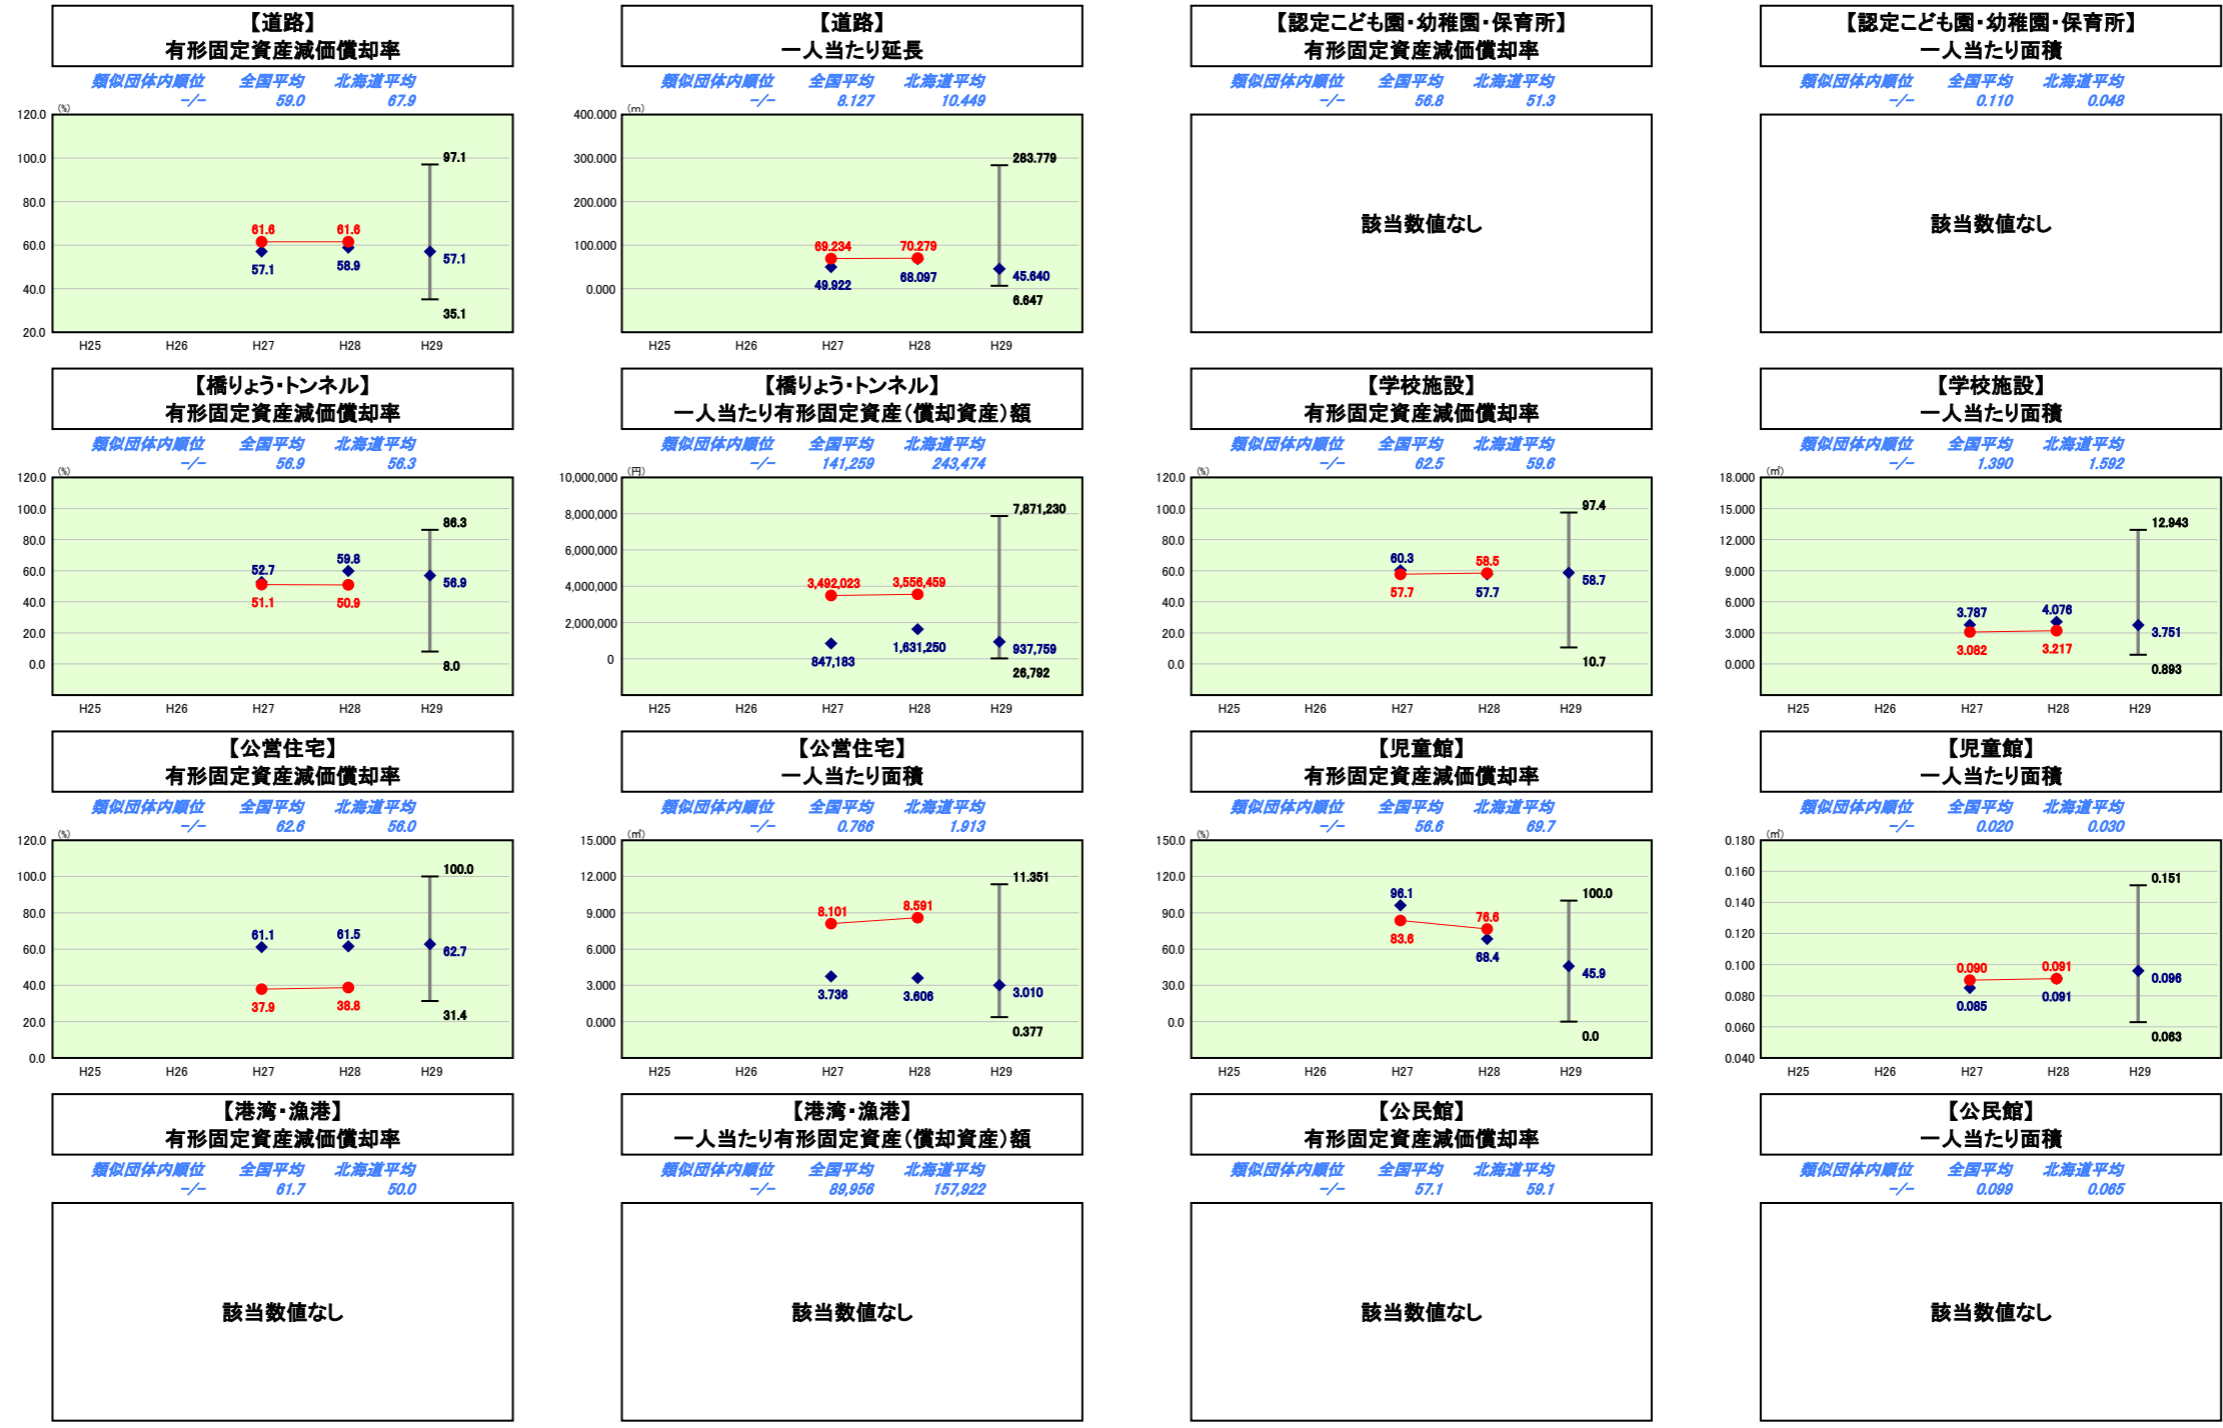 【道路】
有形固定資産減価償却率
類似団体内順位 全国平均 北海道平均
-/- 59.0 67.9
(%)
120.0
100.0
80.0
60.0
40.0
20.0
97.1
61.6 61.6
57.1 58.9 57.1
35.1
H25 H26 H27 H28 H29
【道路】
一人当たり延長
類似団体内順位 全国平均 北海道平均
-/- 8.127 10.449
(m)
400.000
300.000
200.000
100.000
0.000
283.779
69.234 70.279
49.922 68.097 45.640
6.647
H25 H26 H27 H28 H29
【認定こども園・幼稚園・保育所】
有形固定資産減価償却率
類似団体内順位 全国平均 北海道平均
-/- 56.8 51.3
該当数値なし
【認定こども園・幼稚園・保育所】
一人当たり面積
類似団体内順位 全国平均 北海道平均
-/- 0.110 0.048
該当数値なし
【橋りょう・トンネル】
有形固定資産減価償却率
類似団体内順位 全国平均 北海道平均
-/- 56.9 56.3
(%)
120.0
100.0
80.0
60.0
40.0
20.0
0.0
86.3
52.7 59.8
56.9
51.1 50.9
8.0
H25 H26 H27 H28 H29
【橋りょう・トンネル】
一人当たり有形固定資産(償却資産)額
類似団体内順位 全国平均 北海道平均
-/- 141,259 243,474
(円)
10,000,000
8,000,000
6,000,000
4,000,000
2,000,000
0
7,871,230
3,492,023 3,556,459
847,183 1,631,250 937,759
26,792
H25 H26 H27 H28 H29
【学校施設】
有形固定資産減価償却率
類似団体内順位 全国平均 北海道平均
-/- 62.5 59.6
(%)
120.0
100.0
80.0
60.0
40.0
20.0
0.0
97.4
60.3 58.5
58.7
57.7 57.7
10.7
H25 H26 H27 H28 H29
【学校施設】
一人当たり面積
類似団体内順位 全国平均 北海道平均
-/- 1.390 1.592
(㎡)
18.000
15.000
12.000
9.000
6.000
3.000
0.000
12.943
3.787 4.076
3.751
3.082 3.217
0.893
H25 H26 H27 H28 H29
【公営住宅】
有形固定資産減価償却率
類似団体内順位 全国平均 北海道平均
-/- 62.6 56.0
(%)
120.0
100.0
80.0
60.0
40.0
20.0
0.0
100.0
61.1 61.5
62.7
37.9 38.8
31.4
H25 H26 H27 H28 H29
【公営住宅】
一人当たり面積
類似団体内順位 全国平均 北海道平均
-/- 0.766 1.913
(㎡)
15.000
12.000
9.000
6.000
3.000
0.000
11.351
8.101 8.591
3.736 3.606 3.010
0.377
H25 H26 H27 H28 H29
【児童館】
有形固定資産減価償却率
類似団体内順位 全国平均 北海道平均
-/- 56.6 69.7
(%)
150.0
120.0
90.0
60.0
30.0
0.0
96.1 100.0
76.6
83.6
68.4
45.9
0.0
H25 H26 H27 H28 H29
【児童館】
一人当たり面積
類似団体内順位 全国平均 北海道平均
-/- 0.020 0.030
(㎡)
0.180
0.160
0.140
0.120
0.100
0.080
0.060
0.040
0.151
0.090 0.091
0.096
0.085 0.091
0.063
H25 H26 H27 H28 H29
【港湾・漁港】
有形固定資産減価償却率
類似団体内順位 全国平均 北海道平均
-/- 61.7 50.0
該当数値なし
【港湾・漁港】
一人当たり有形固定資産(償却資産)額
類似団体内順位 全国平均 北海道平均
-/- 89,956 157,922
該当数値なし
【公民館】
有形固定資産減価償却率
類似団体内順位 全国平均 北海道平均
-/- 57.1 59.1
該当数値なし
【公民館】
一人当たり面積
類似団体内順位 全国平均 北海道平均
-/- 0.099 0.065
該当数値なし